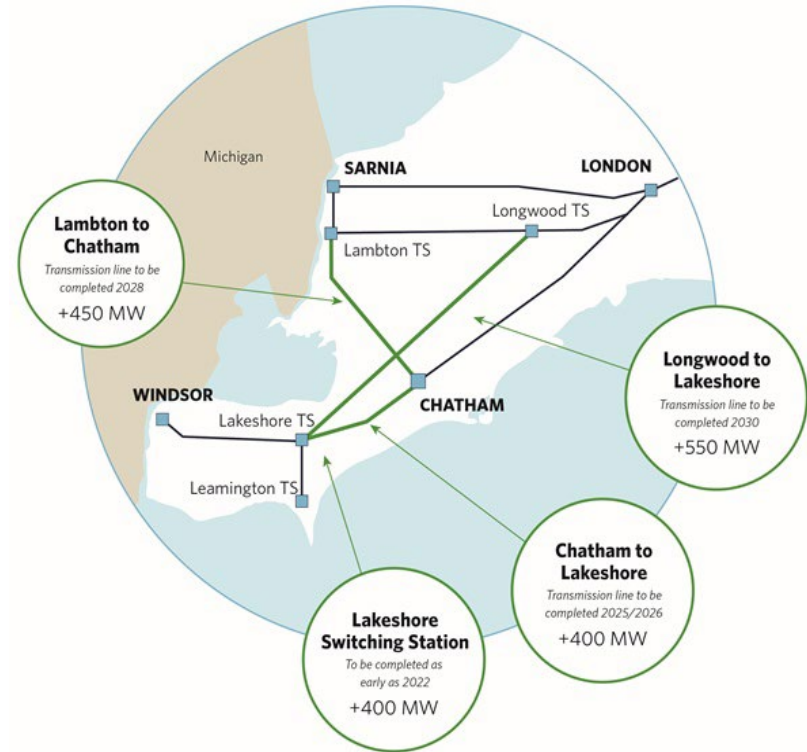 Michigan
SARNIA
LONDON
Longwood TS
Lambton TS
Lambton to
Chatham
Transmission line to be
completed 2028
+450 MW
Longwood to
Lakeshore
Transmission line to be
completed 2030
+550 MW
WINDSOR
Lakeshore TS
CHATHAM
Leamington TS
Chatham to
Lakeshore
Transmission line to be
completed 2025/2026
+400 MW
Lakeshore
Switching Station
To be completed as
early as 2022
+400 MW